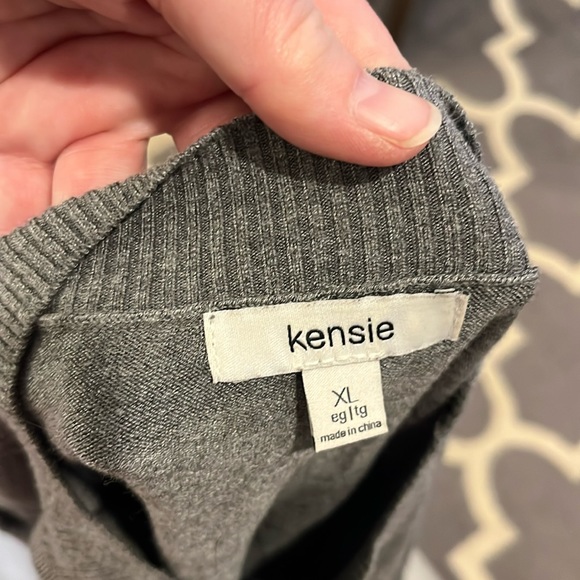 kensie
XL
eg|tg
made in china